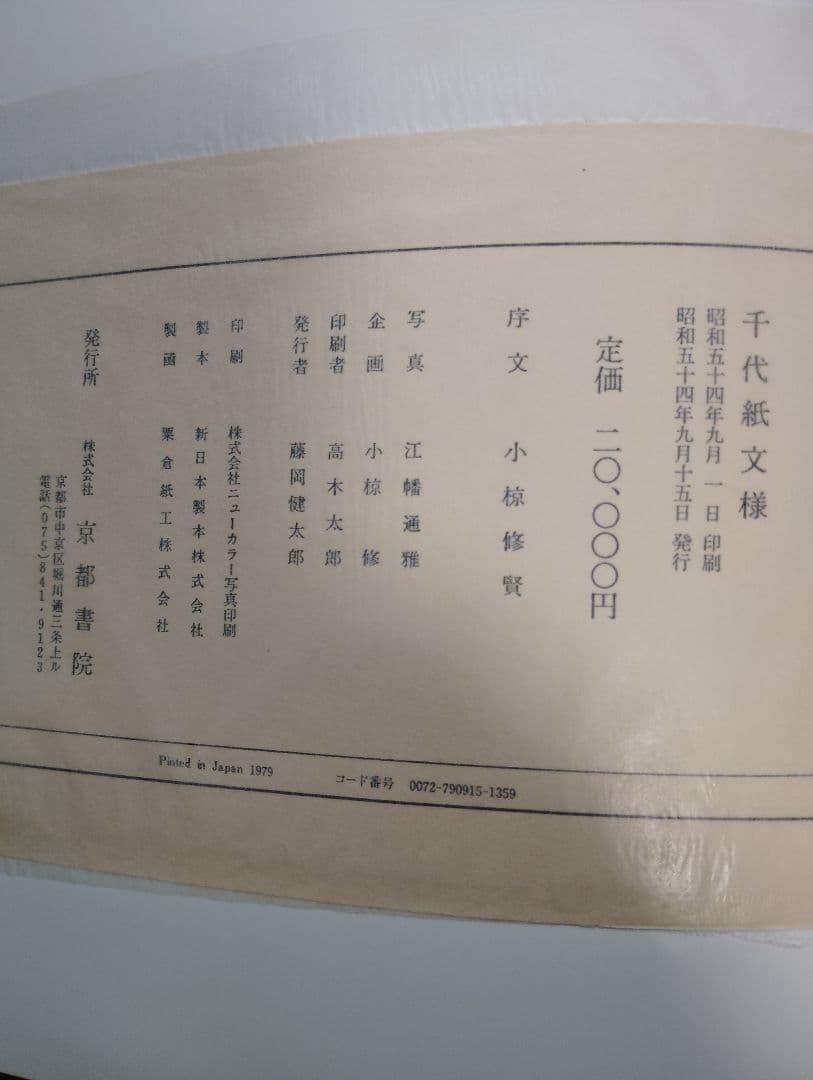 千代紙文様
昭和五十四年九月 一 日 印刷
昭和五十四年九月十五日 発行
定価 二〇、〇〇〇円
序文 小椋修賢
写真 江幡通雅
企画 小椋 修
印刷者 高木太郎
発行者 藤岡健太郎
印刷 株式会社ニューカラー写真印刷
製本 新日本製本株式会社
製函 栗倉紙工株式会社
発行所 株式会社 京都書院
京都市中京区堀川通三条上ル
電話(075)841・9123
Pinted in Japan 1979 コード番号 0072-790915-1359